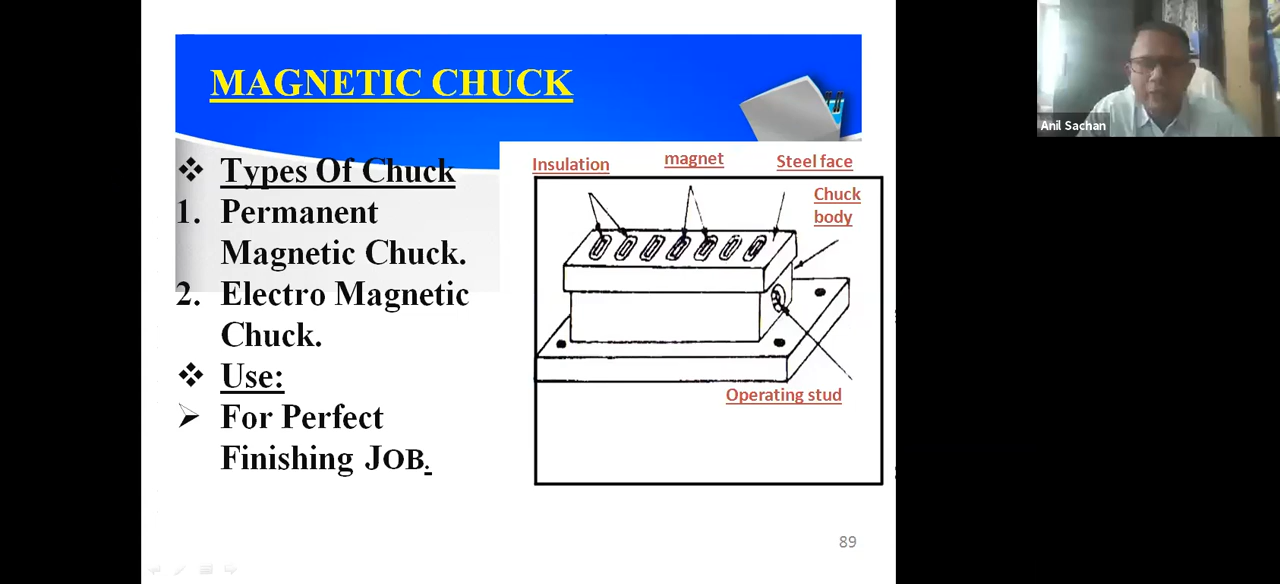 MAGNETIC CHUCK
❖ Types Of Chuck
1. Permanent
Magnetic Chuck.
2. Electro Magnetic
Chuck.
❖ Use:
➢ For Perfect
Finishing JOB.
Insulation
magnet
Steel face
Chuck
body
Operating stud
89
Anil Sachan